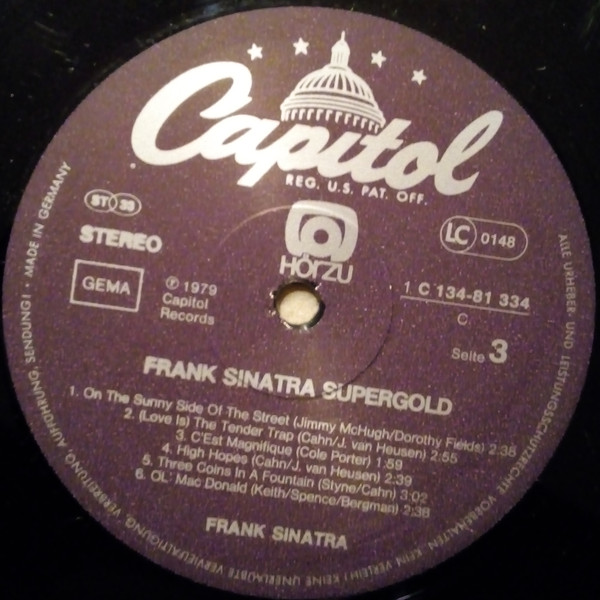 Capitol
REG. U.S. PAT. OFF.
ST 33
STEREO
GEMA
℗ 1979
Capitol
Records
HÖRZU
LC 0148
1 C 134-81 334
C
Seite 3
FRANK SINATRA SUPERGOLD
1. On The Sunny Side Of The Street (Jimmy McHugh/Dorothy Fields) 2:38
2. (Love Is) The Tender Trap (Cahn/J. van Heusen) 2:55
3. C'Est Magnifique (Cole Porter) 1:59
4. High Hopes (Cahn/J. van Heusen) 2:39
5. Three Coins In A Fountain (Styne/Cahn) 3:02
6. OL' Mac Donald (Keith/Spence/Bergman) 2:38
FRANK SINATRA
ALLE URHEBER- UND LEISTUNGSSCHUTZRECHTE VORBEHALTEN. KEIN VERLEIH! KEINE UNERLAUBTE VERVIELFÄLTIGUNG, VERBREITUNG, AUFFÜHRUNG, SENDUNG! • MADE IN GERMANY